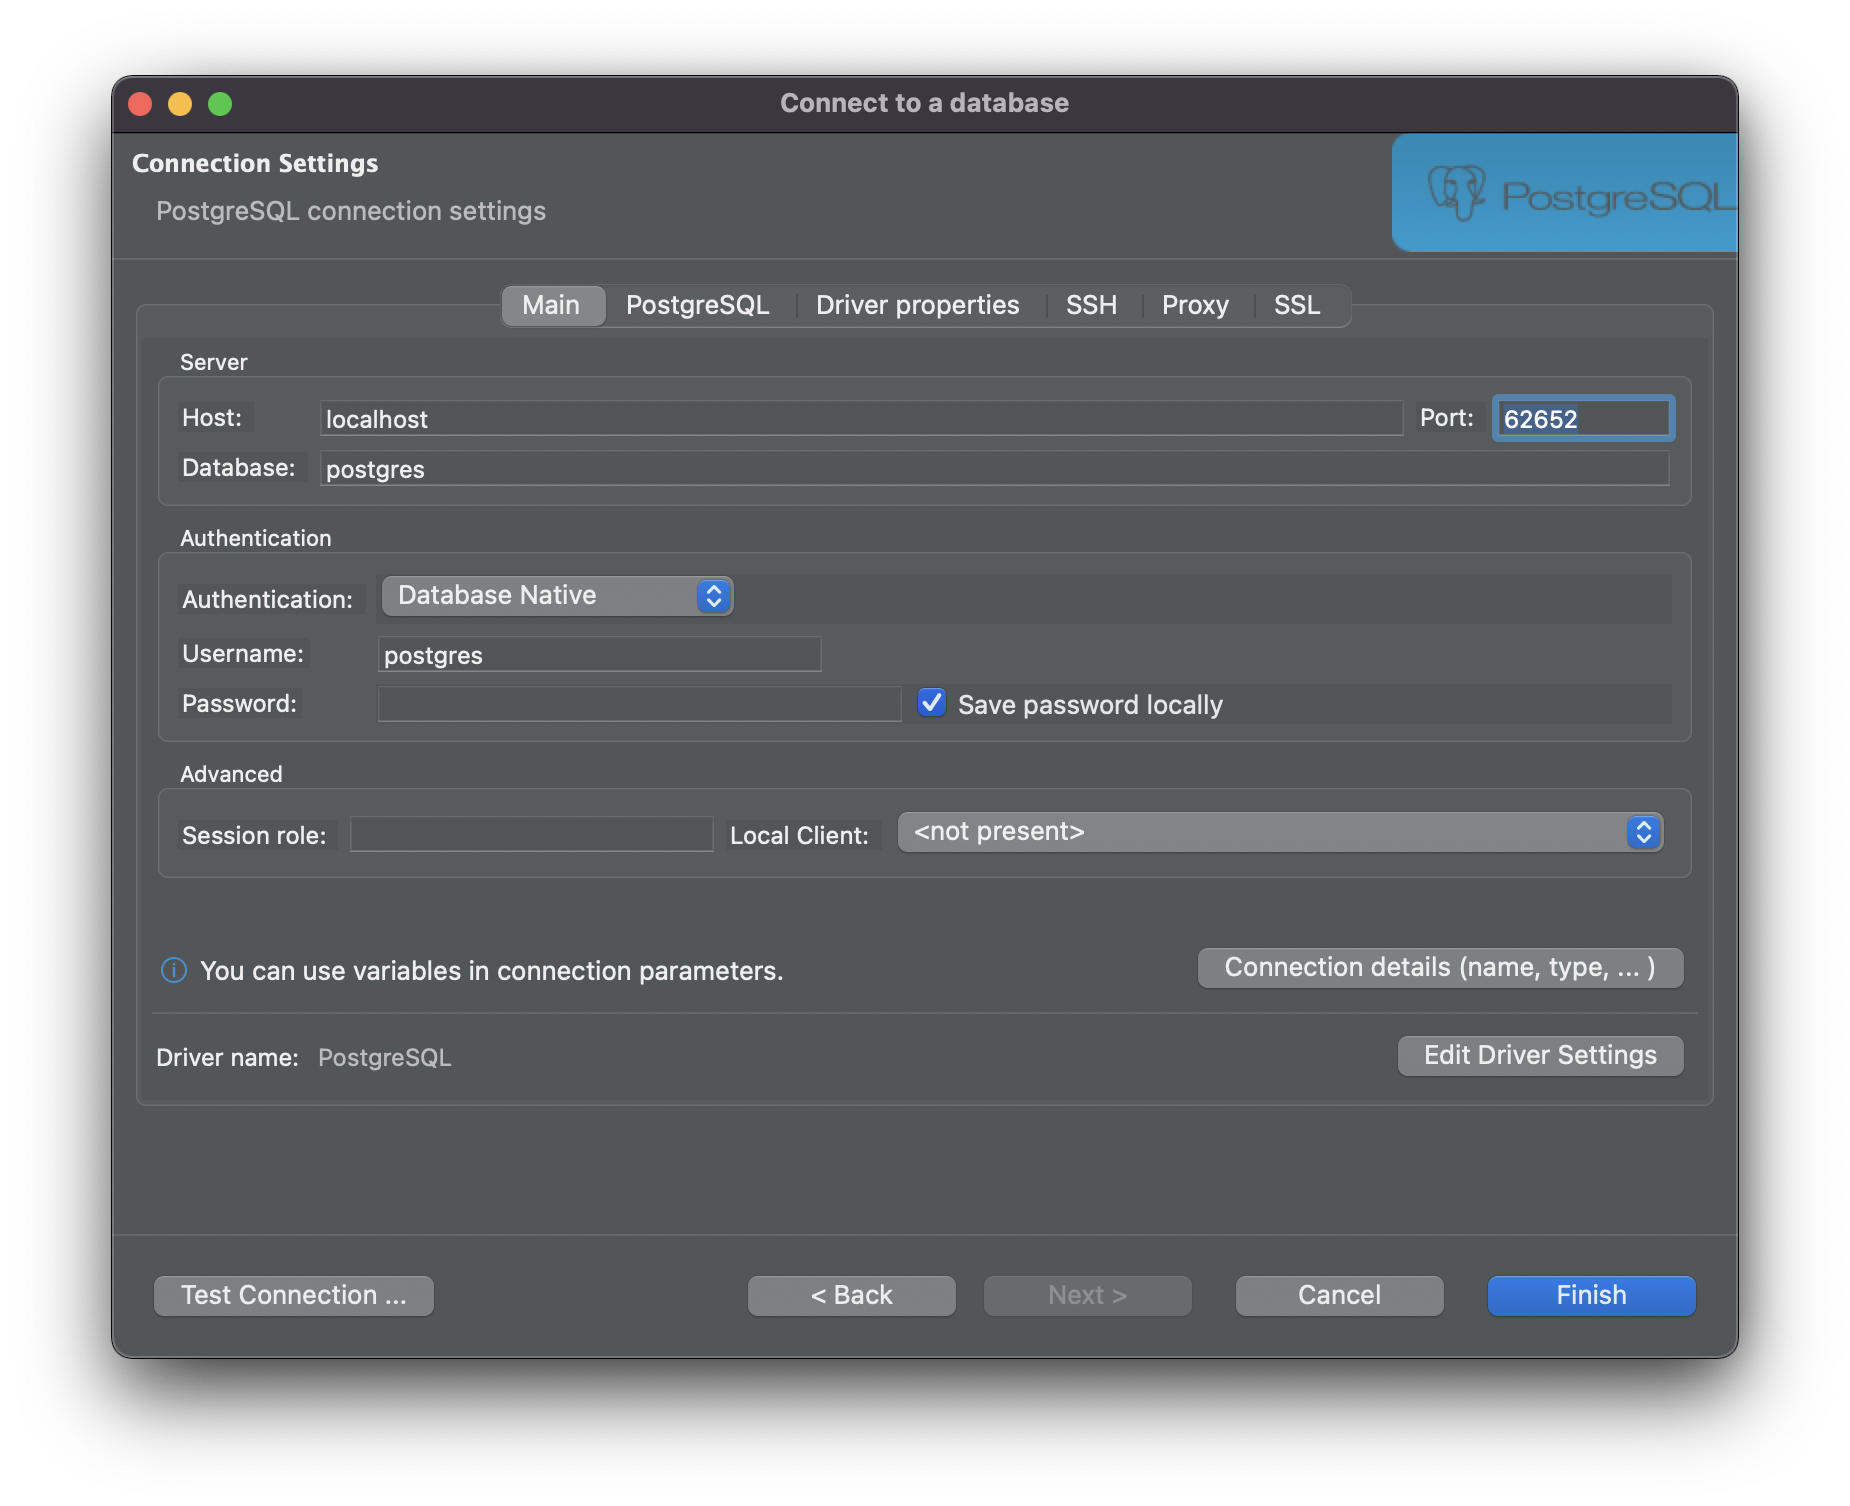 Connect to a database
Connection Settings
PostgreSQL connection settings
PostgreSQL
Main PostgreSQL Driver properties SSH Proxy SSL
Server
Host: localhost Port: 62652
Database: postgres
Authentication
Authentication: Database Native
Username: postgres
Password: Save password locally
Advanced
Session role: Local Client: <not present>
You can use variables in connection parameters. Connection details (name, type, ... )
Driver name: PostgreSQL Edit Driver Settings
Test Connection ... < Back Next > Cancel Finish